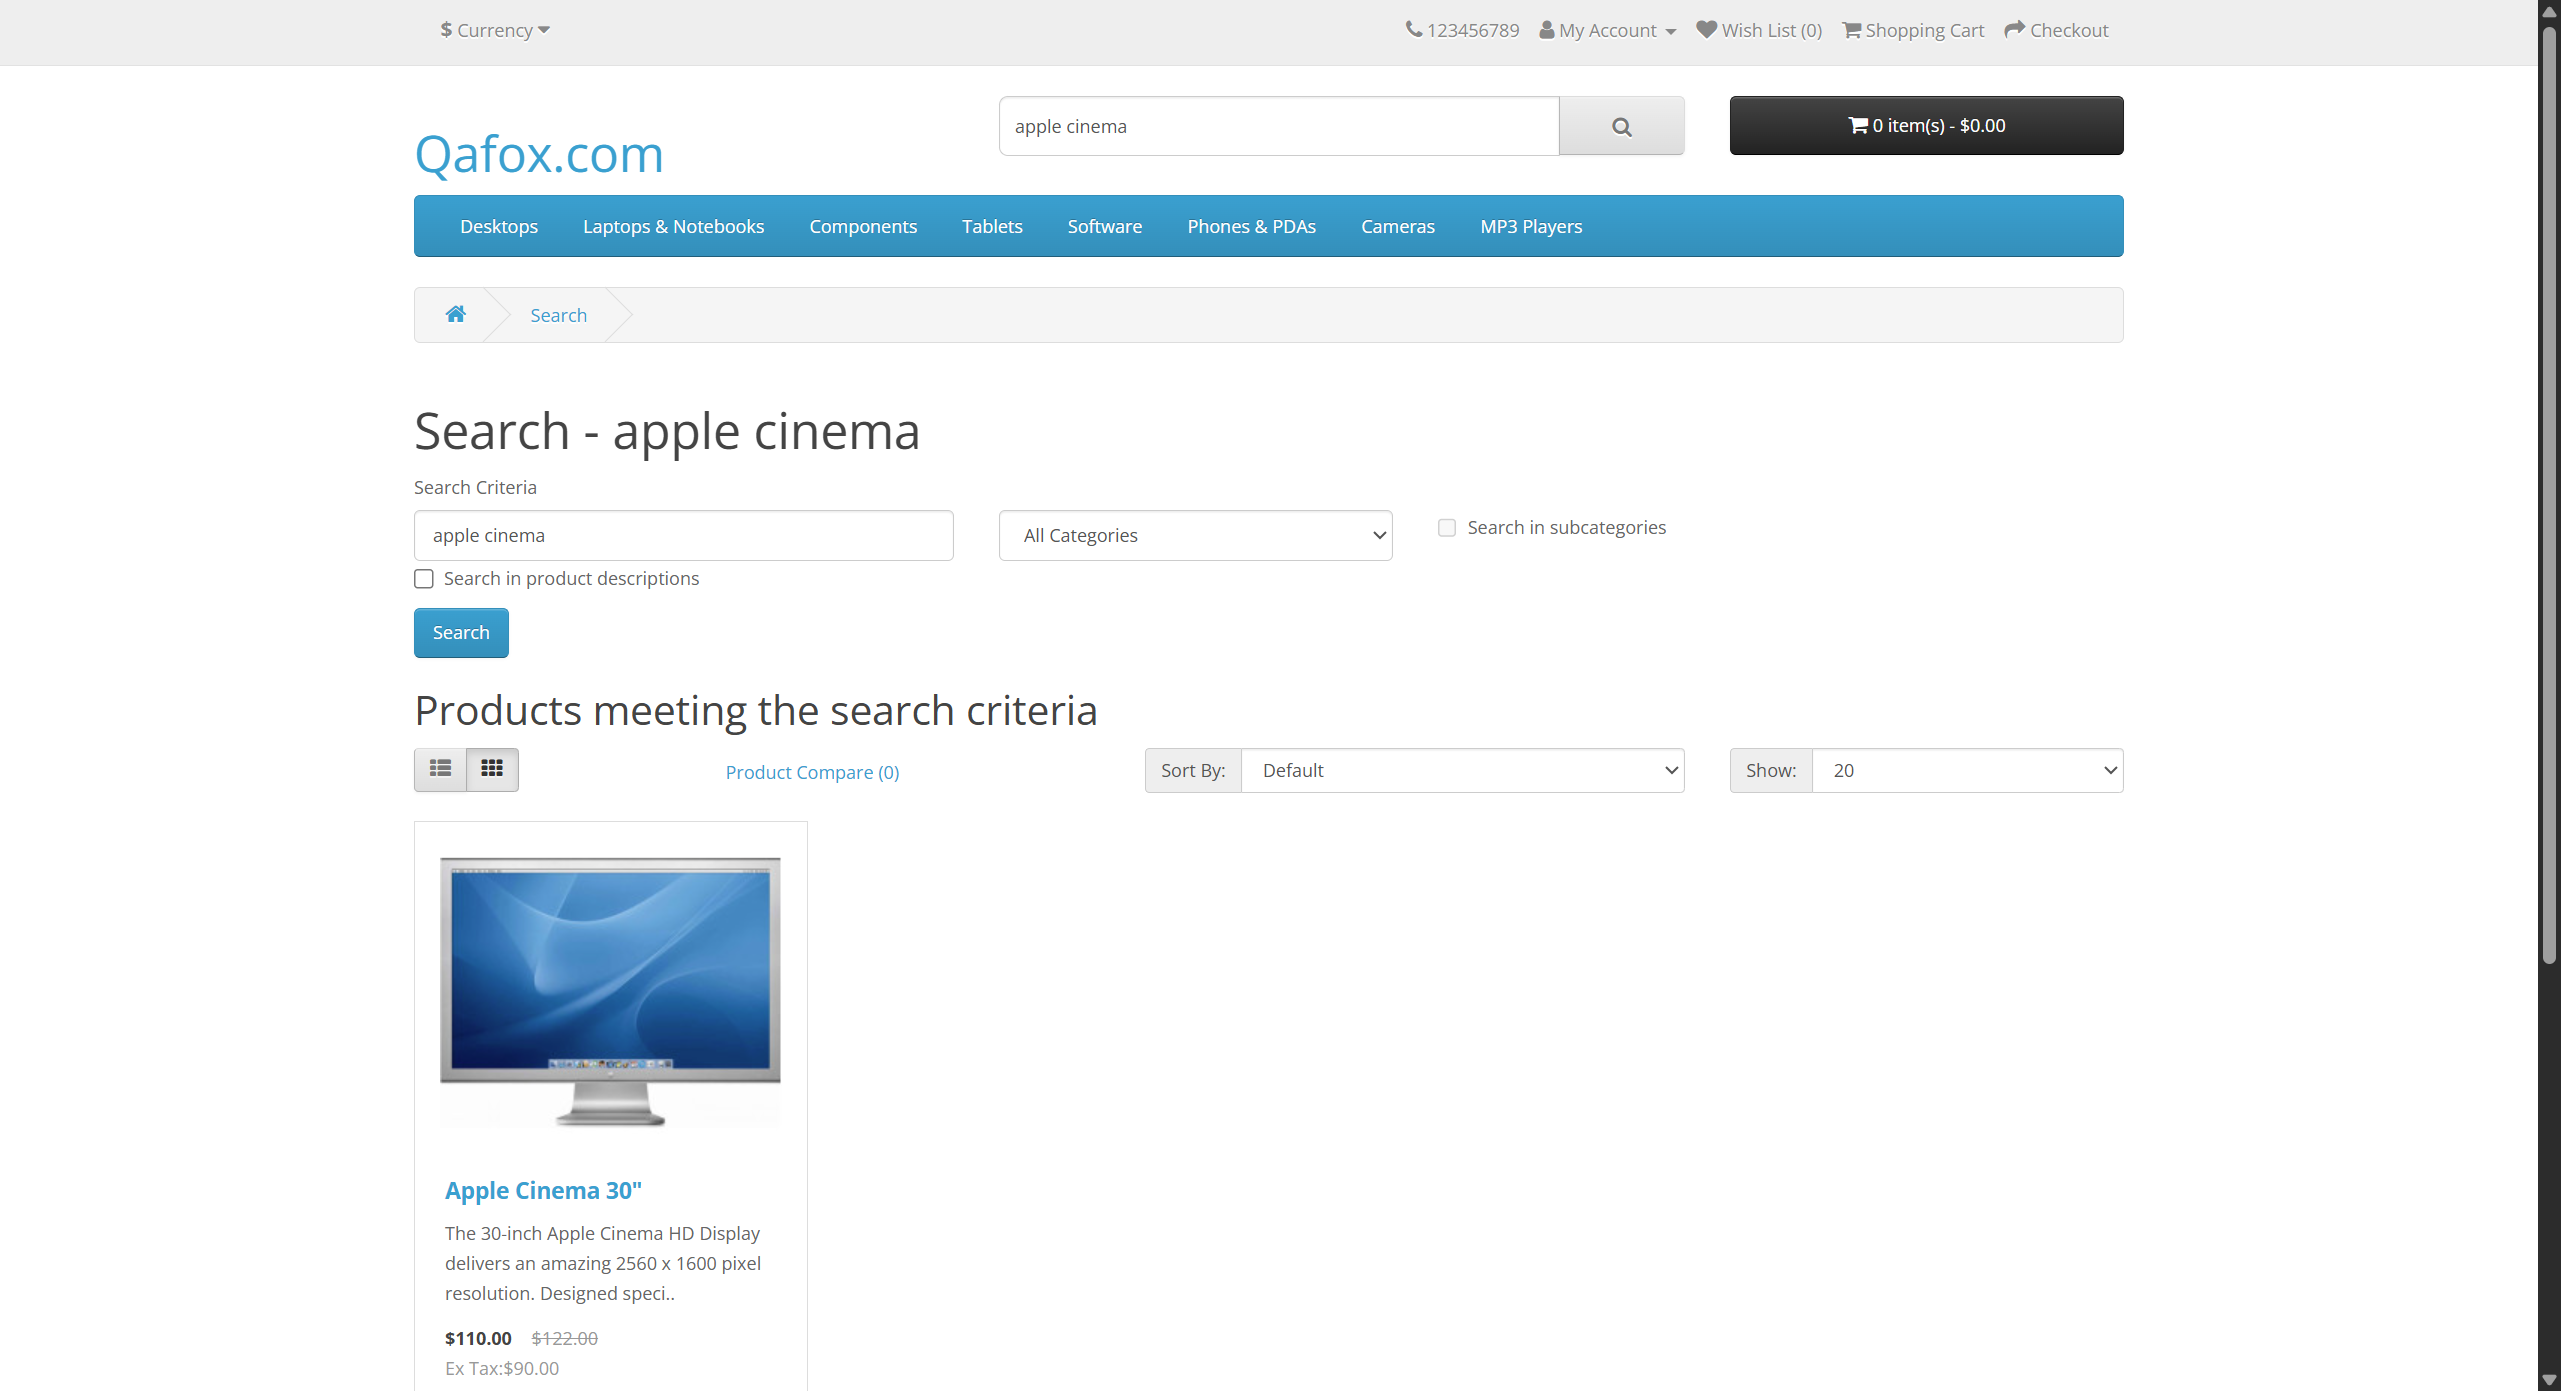 $ Currency
123456789 My Account Wish List (0) Shopping Cart Checkout
Qafox.com
apple cinema
0 item(s) - $0.00
Desktops Laptops & Notebooks Components Tablets Software Phones & PDAs Cameras MP3 Players
Search
Search - apple cinema
Search Criteria
apple cinema
All Categories
Search in subcategories
Search in product descriptions
Search
Products meeting the search criteria
Product Compare (0)
Sort By: Default
Show: 20
Apple Cinema 30"
The 30-inch Apple Cinema HD Display
delivers an amazing 2560 x 1600 pixel
resolution. Designed speci..
$110.00 $122.00
Ex Tax:$90.00